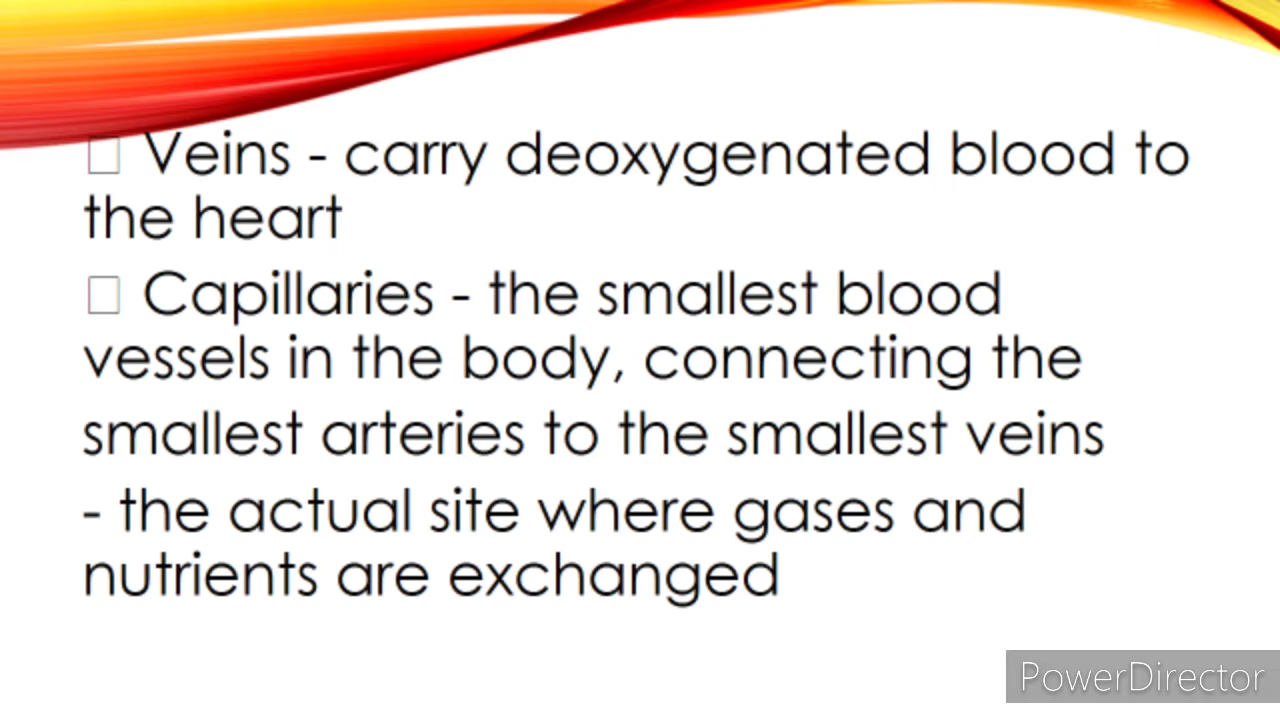 □ Veins - carry deoxygenated blood to
the heart
□ Capillaries - the smallest blood
vessels in the body, connecting the
smallest arteries to the smallest veins
- the actual site where gases and
nutrients are exchanged
PowerDirector